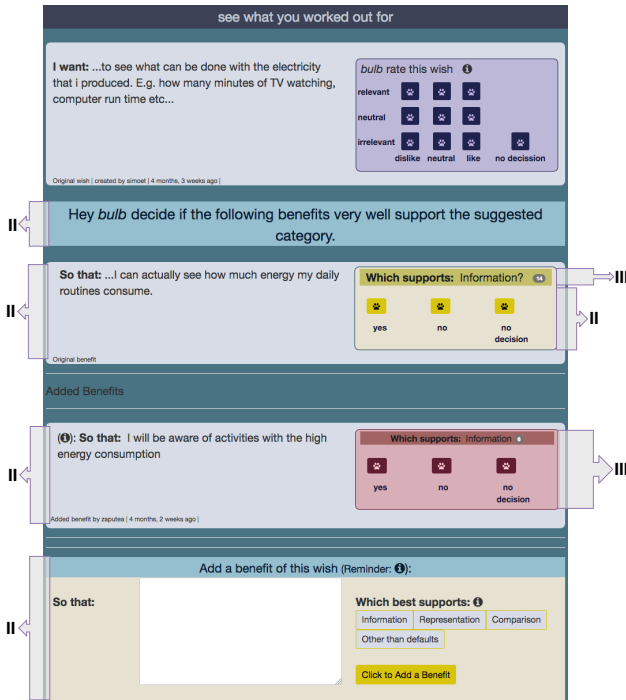 see what you worked out for
I want: ...to see what can be done with the electricity
that i produced. E.g. how many minutes of TV watching,
computer run time etc...
Original wish | created by simoet | 4 months, 3 weeks ago |
bulb rate this wish
relevant
neutral
irrelevant
dislike neutral like no decission
II
Hey bulb decide if the following benefits very well support the suggested
category.
II
So that: ...I can actually see how much energy my daily
routines consume.
Original benefit
Which supports: Information? 14
yes no no
decision
III
II
Added Benefits
II
(i): So that: I will be aware of activities with the high
energy consumption
Added benefit by zaputea | 4 months, 2 weeks ago |
Which supports: Information
yes no no
decision
III
II
Add a benefit of this wish (Reminder: i):
So that:
Which best supports: i
Information Representation Comparison
Other than defaults
Click to Add a Benefit